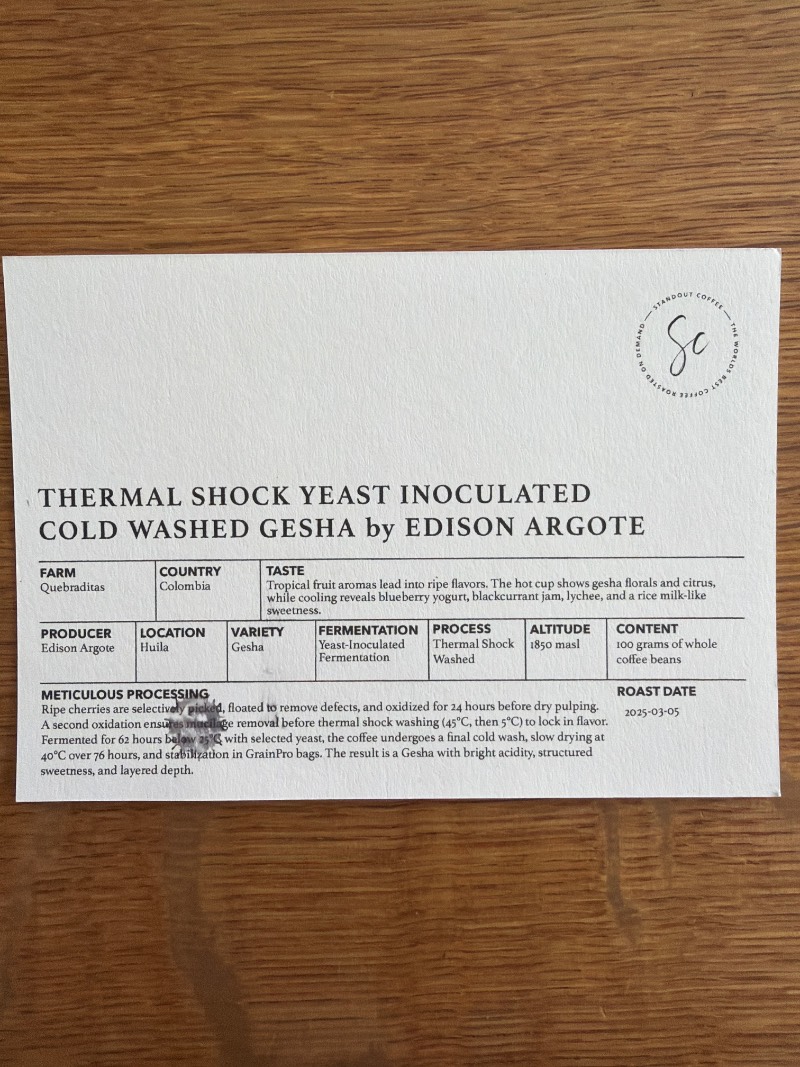 STANDOUT COFFEE — THE WORLDS BEST COFFEE ROASTED ON DEMAND —
Sc
THERMAL SHOCK YEAST INOCULATED
COLD WASHED GESHA by EDISON ARGOTE
FARM
Quebraditas
COUNTRY
Colombia
TASTE
Tropical fruit aromas lead into ripe flavors. The hot cup shows gesha florals and citrus,
while cooling reveals blueberry yogurt, blackcurrant jam, lychee, and a rice milk-like
sweetness.
PRODUCER
Edison Argote
LOCATION
Huila
VARIETY
Gesha
FERMENTATION
Yeast-Inoculated
Fermentation
PROCESS
Thermal Shock
Washed
ALTITUDE
1850 masl
CONTENT
100 grams of whole
coffee beans
METICULOUS PROCESSING
Ripe cherries are selectively picked, floated to remove defects, and oxidized for 24 hours before dry pulping.
A second oxidation ensures mucilage removal before thermal shock washing (45°C, then 5°C) to lock in flavor.
Fermented for 62 hours below 25°C with selected yeast, the coffee undergoes a final cold wash, slow drying at
40°C over 76 hours, and stabilization in GrainPro bags. The result is a Gesha with bright acidity, structured
sweetness, and layered depth.
ROAST DATE
2025-03-05